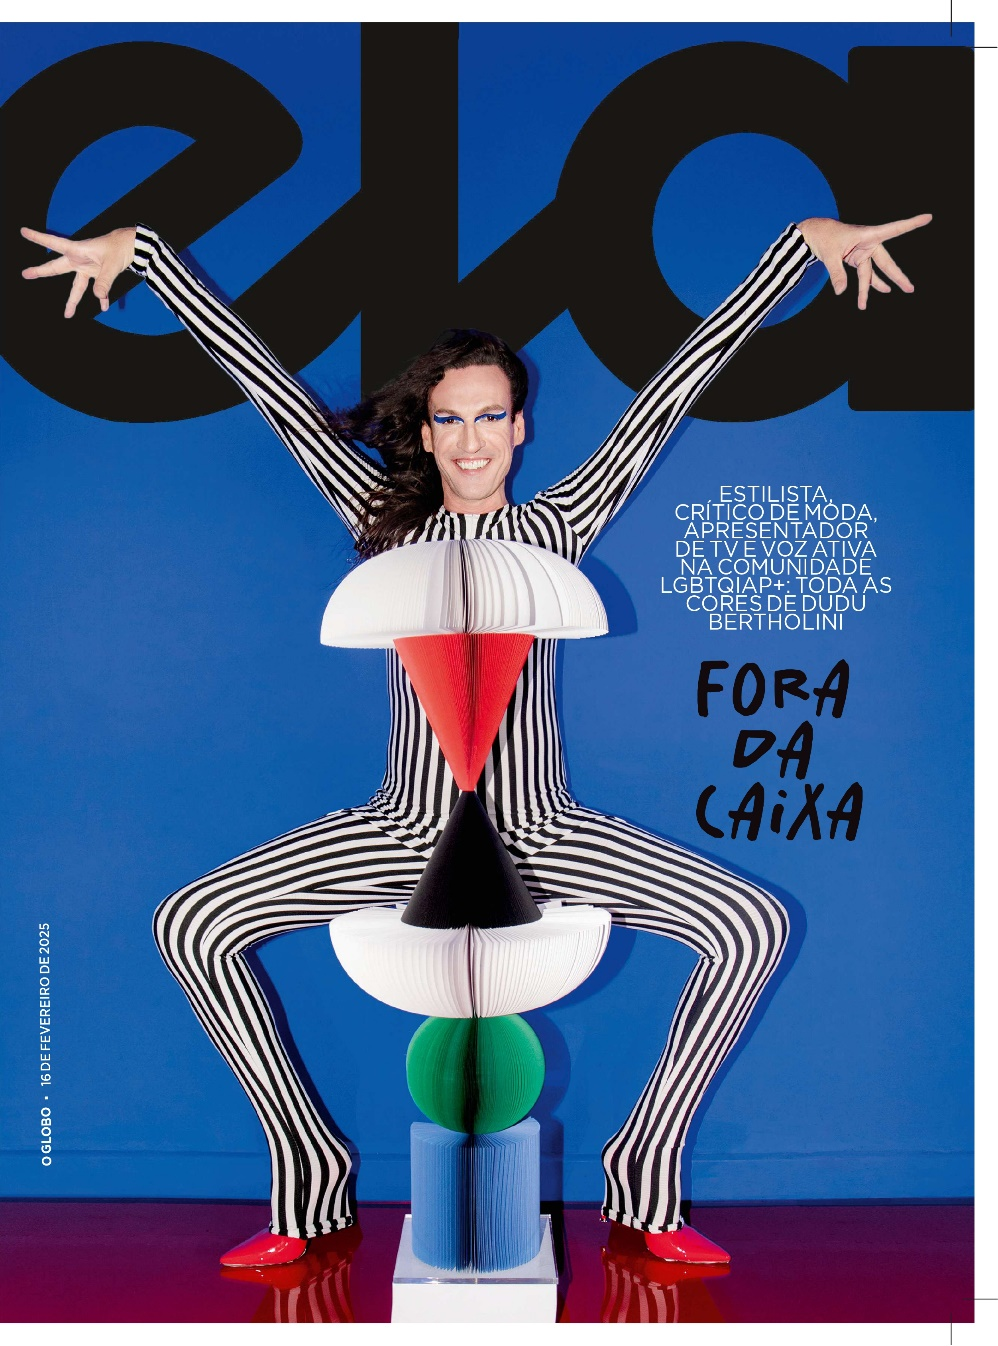 ela
ESTILISTA,
CRÍTICO DE MODA,
APRESENTADOR
DE TV E VOZ ATIVA
NA COMUNIDADE
LGBTQIAP+: TODA AS
CORES DE DUDU
BERTHOLINI
FORA
DA
CAiXA
O GLOBO • 16 DE FEVEREIRO DE 2025